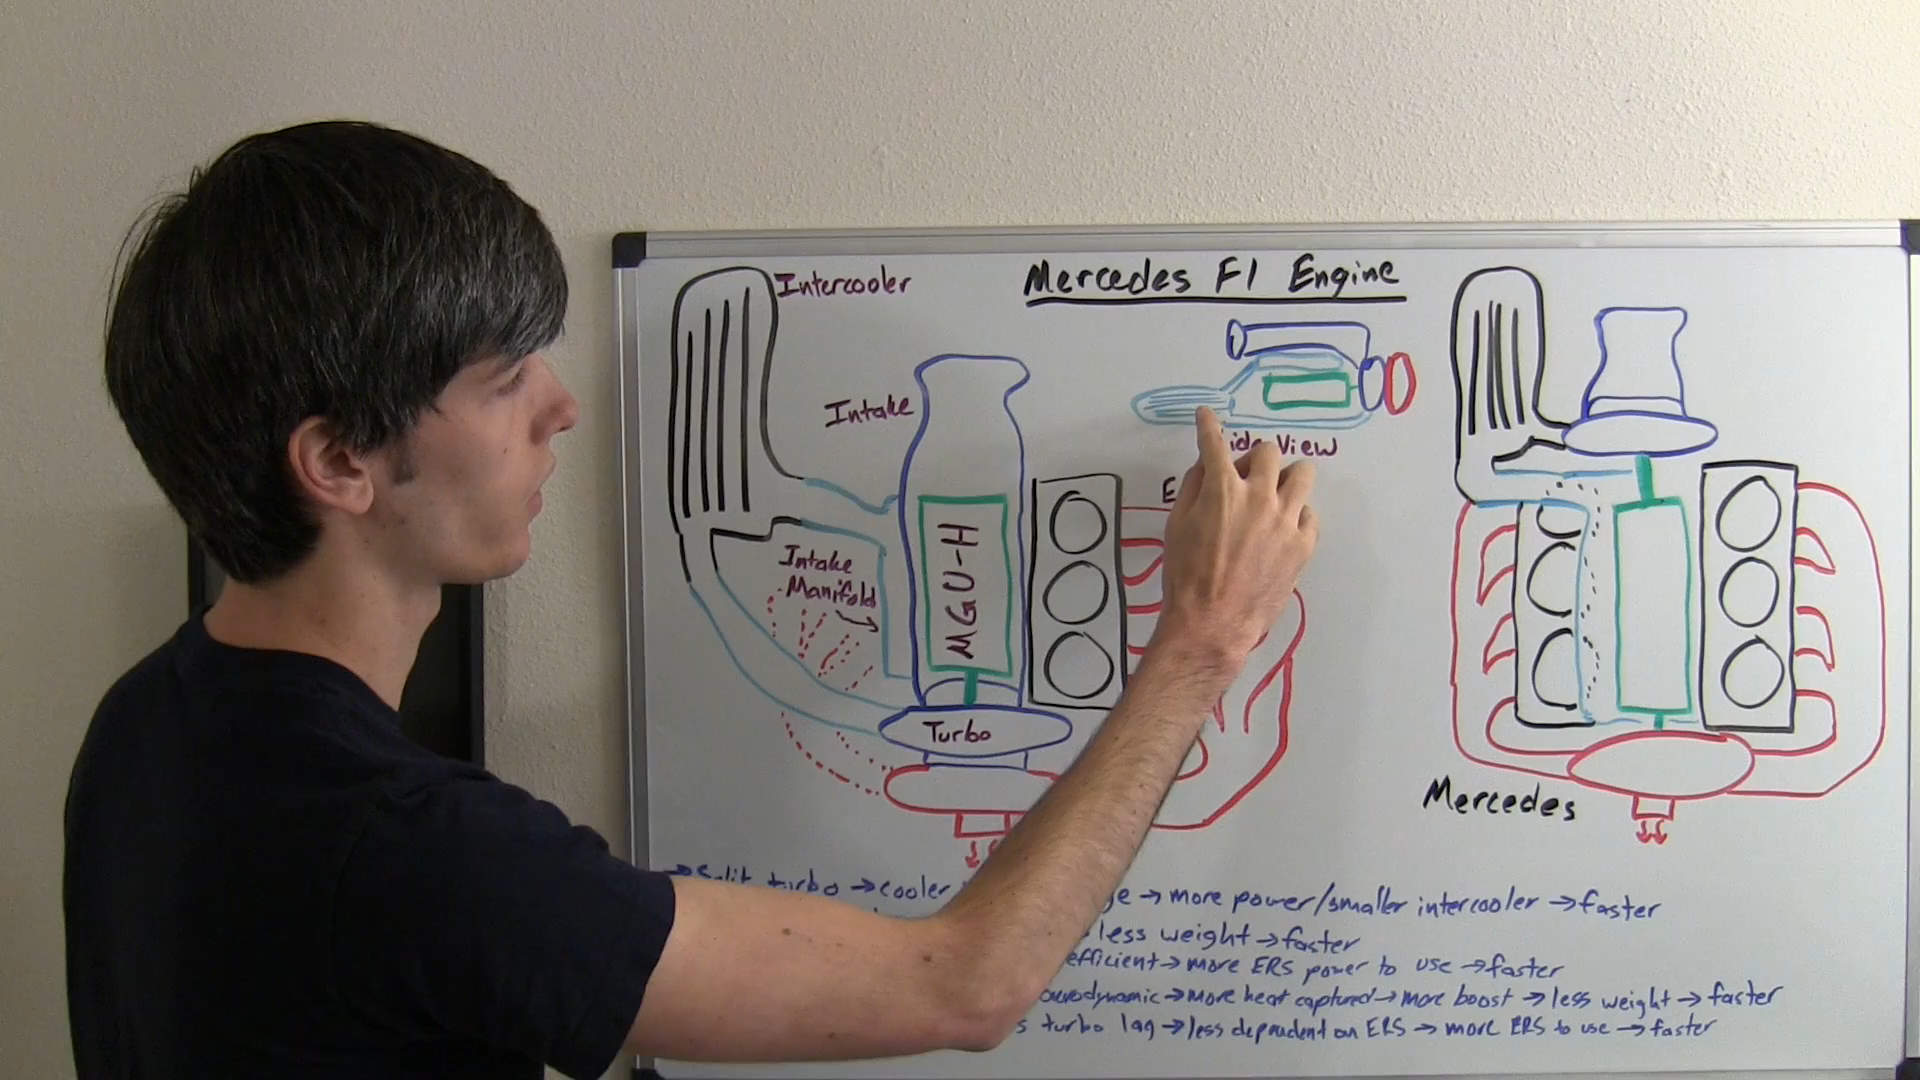 Mercedes F1 Engine
Intercooler
Intake
Side View
E
Intake
Manifold
MGU-H
Turbo
Mercedes
→ Split turbo → cooler → more power/smaller intercooler → faster
less weight → faster
efficient → more ERS power to use → faster
aerodynamic → more heat captured → more boost → less weight → faster
turbo lag → less dependent on ERS → more ERS to use → faster